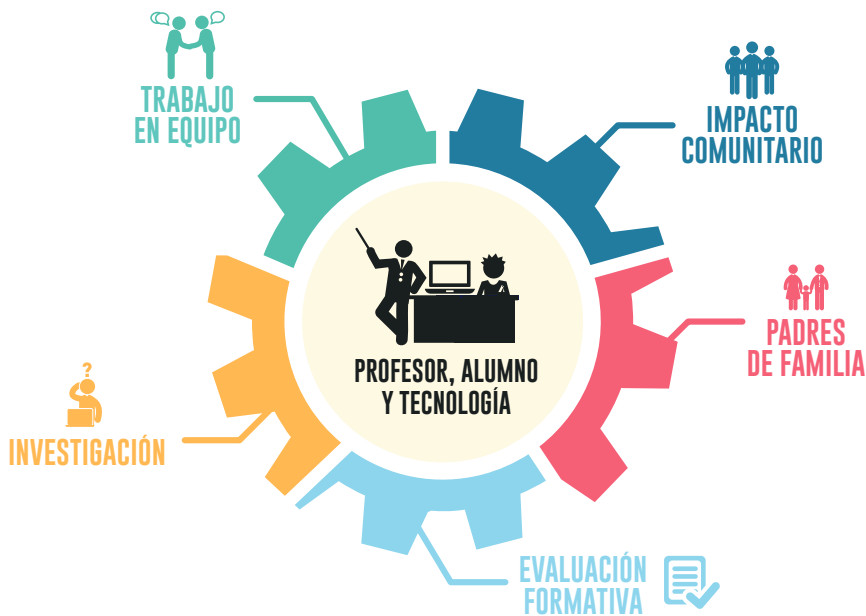 TRABAJO
EN EQUIPO
IMPACTO
COMUNITARIO
PADRES
DE FAMILIA
PROFESOR, ALUMNO
Y TECNOLOGÍA
?
INVESTIGACIÓN
EVALUACIÓN
FORMATIVA